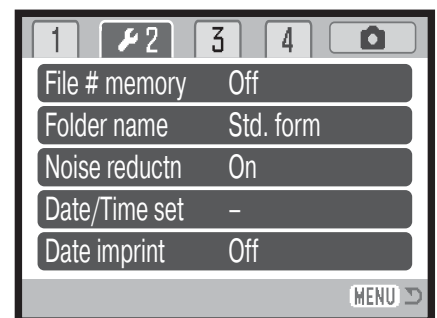 1 2 3 4
File # memory Off
Folder name Std. form
Noise reductn On
Date/Time set –
Date imprint Off
MENU